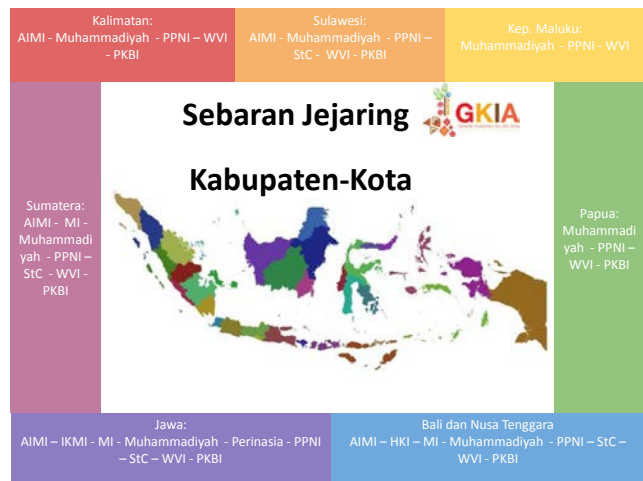 Kalimatan:
AIMI - Muhammadiyah - PPNI – WVI
- PKBI
Sulawesi:
AIMI - Muhammadiyah - PPNI –
StC - WVI - PKBI
Kep. Maluku:
Muhammadiyah - PPNI - WVI
Sebaran Jejaring
GKIA
Kabupaten-Kota
Sumatera:
AIMI - MI -
Muhammadi
yah - PPNI –
StC - WVI -
PKBI
Papua:
Muhammadi
yah - PPNI –
WVI - PKBI
Jawa:
AIMI – IKMI - MI - Muhammadiyah - Perinasia - PPNI
– StC – WVI - PKBI
Bali dan Nusa Tenggara
AIMI – HKI – MI - Muhammadiyah - PPNI – StC –
WVI - PKBI